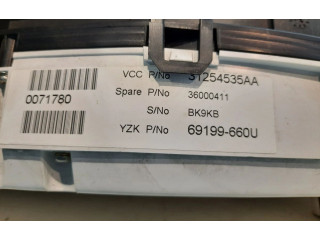 VCC P/No 31254535AA
0071780
Spare P/No 36000411
S/No BK9KB
YZK P/No 69199-660U